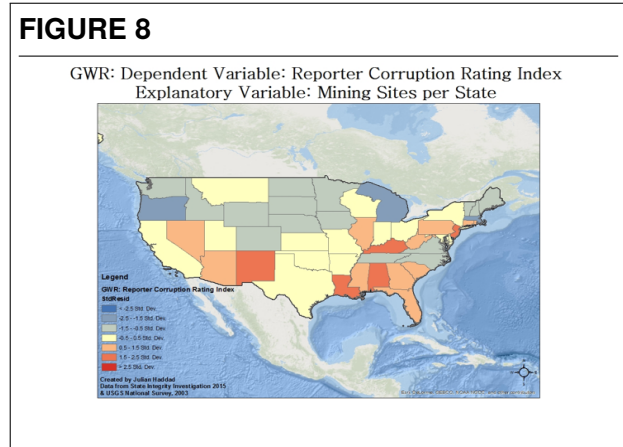 FIGURE 8
GWR: Dependent Variable: Reporter Corruption Rating Index
Explanatory Variable: Mining Sites per State
Legend
GWR: Reporter Corruption Rating Index
StdResid
< -2.5 Std. Dev.
-2.5 - -1.5 Std. Dev.
-1.5 - -0.5 Std. Dev.
-0.5 - 0.5 Std. Dev.
0.5 - 1.5 Std. Dev.
1.5 - 2.5 Std. Dev.
> 2.5 Std. Dev.
Created by Julian Haddad
Data from State Integrity Investigation 2015
& USGS National Survey, 2003